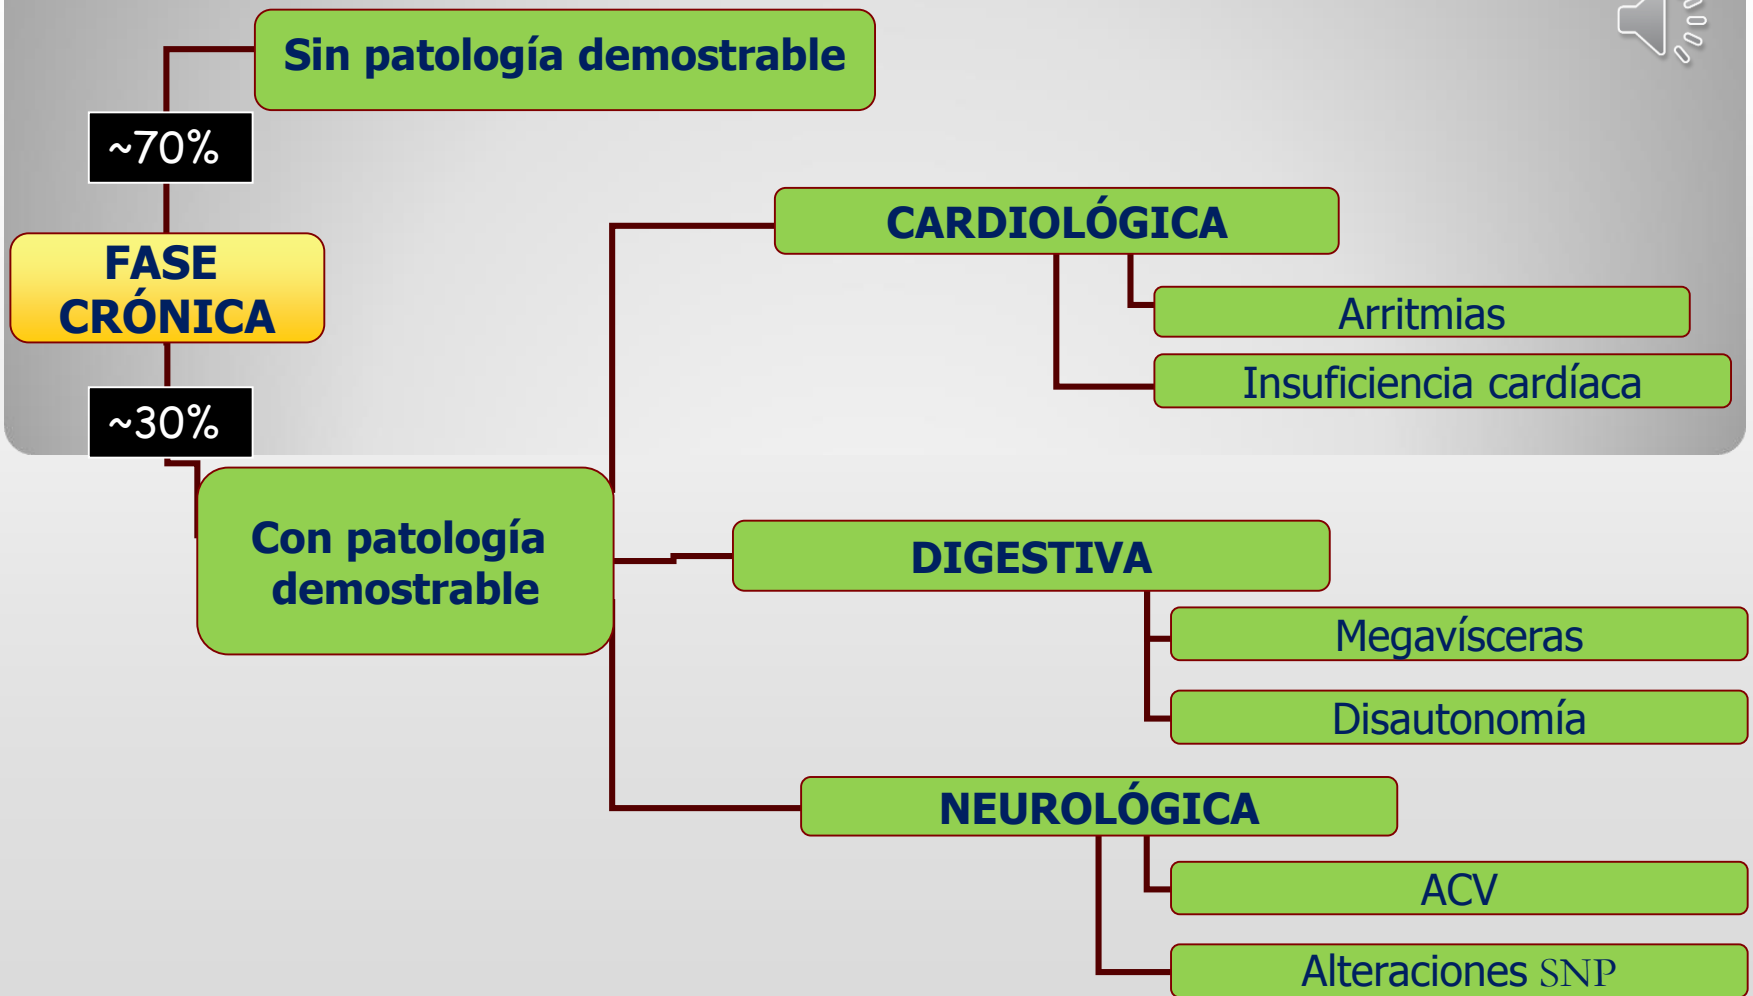 Sin patología demostrable
~70%
FASE
CRÓNICA
~30%
Con patología
demostrable
CARDIOLÓGICA
Arritmias
Insuficiencia cardíaca
DIGESTIVA
Megavísceras
Disautonomía
NEUROLÓGICA
ACV
Alteraciones SNP